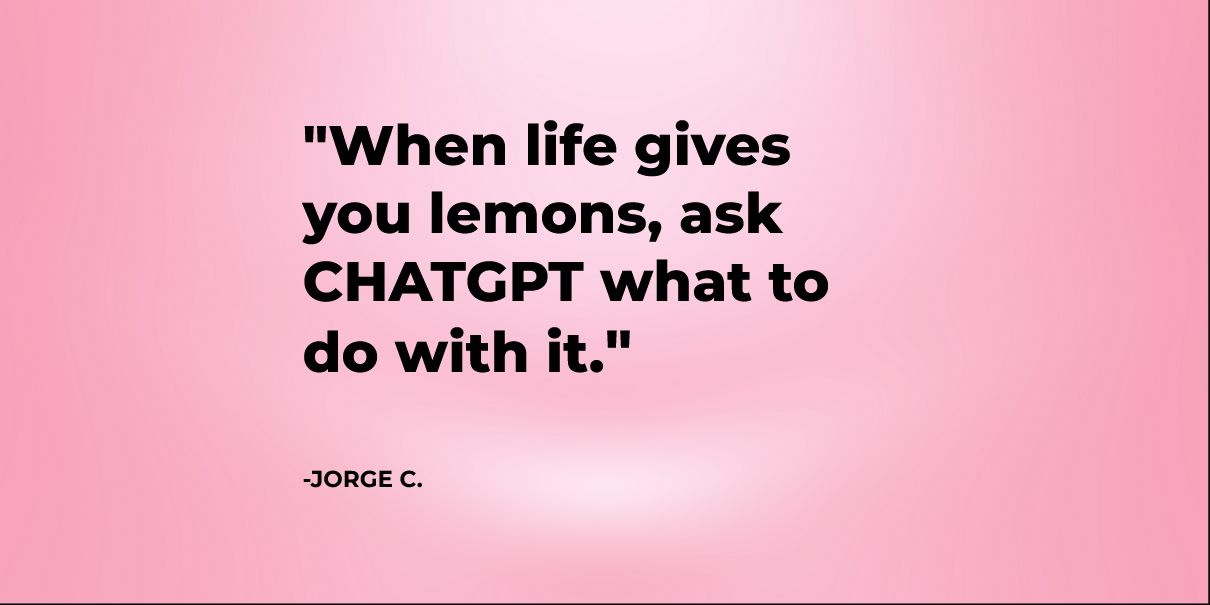 "When life gives
you lemons, ask
CHATGPT what to
do with it."
-JORGE C.